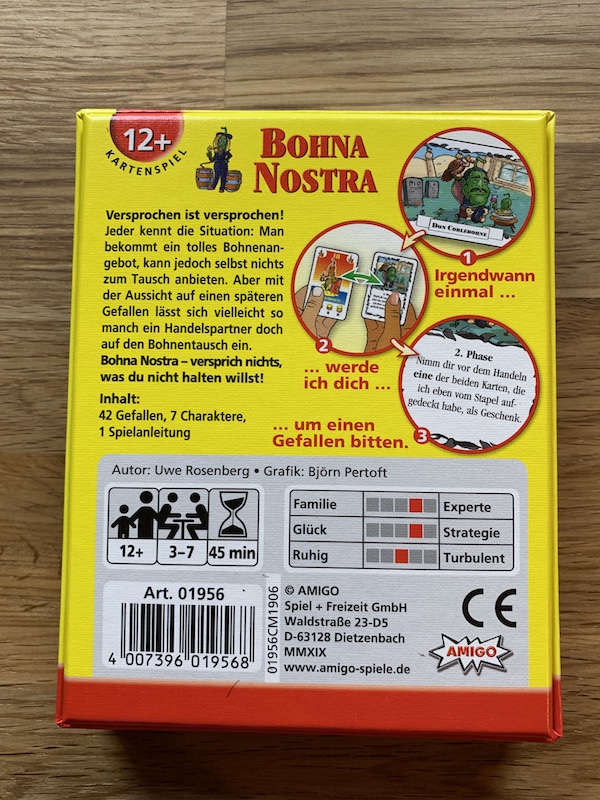 12+
KARTENSPIEL
BOHNA
NOSTRA
Versprochen ist versprochen!
Jeder kennt die Situation: Man
bekommt ein tolles Bohnenan-
gebot, kann jedoch selbst nichts
zum Tausch anbieten. Aber mit
der Aussicht auf einen späteren
Gefallen lässt sich vielleicht so
manch ein Handelspartner doch
auf den Bohnentausch ein.
Bohna Nostra – versprich nichts,
was du nicht halten willst!
Inhalt:
42 Gefallen, 7 Charaktere,
1 Spielanleitung
DON CORLEBOHNE
1
Irgendwann
einmal ...
18
2
... werde
ich dich ...
2. Phase
Nimm dir vor dem Handeln
eine der beiden Karten, die
ich eben vom Stapel auf-
gedeckt habe, als Geschenk.
... um einen
Gefallen bitten.
3
Autor: Uwe Rosenberg • Grafik: Björn Pertoft
12+
3–7
45 min
Familie Experte
Glück Strategie
Ruhig Turbulent
Art. 01956
4 007396 019568
01956CM1906
© AMIGO
Spiel + Freizeit GmbH
Waldstraße 23-D5
D-63128 Dietzenbach
MMXIX
www.amigo-spiele.de
CE
AMIGO